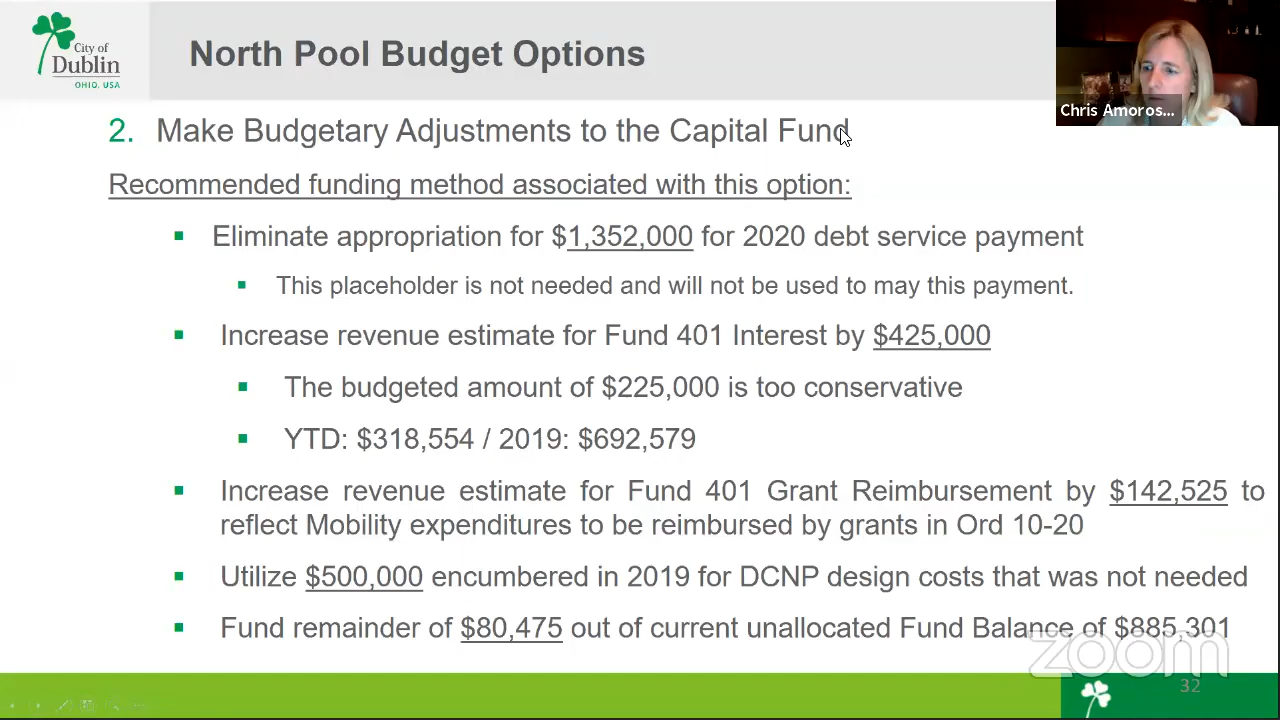 City of
Dublin
OHIO, USA
North Pool Budget Options
Chris Amoros...
2. Make Budgetary Adjustments to the Capital Fund
Recommended funding method associated with this option:
▪ Eliminate appropriation for $1,352,000 for 2020 debt service payment
▪ This placeholder is not needed and will not be used to may this payment.
▪ Increase revenue estimate for Fund 401 Interest by $425,000
▪ The budgeted amount of $225,000 is too conservative
▪ YTD: $318,554 / 2019: $692,579
▪ Increase revenue estimate for Fund 401 Grant Reimbursement by $142,525 to
reflect Mobility expenditures to be reimbursed by grants in Ord 10-20
▪ Utilize $500,000 encumbered in 2019 for DCNP design costs that was not needed
▪ Fund remainder of $80,475 out of current unallocated Fund Balance of $885,301
zoom
32